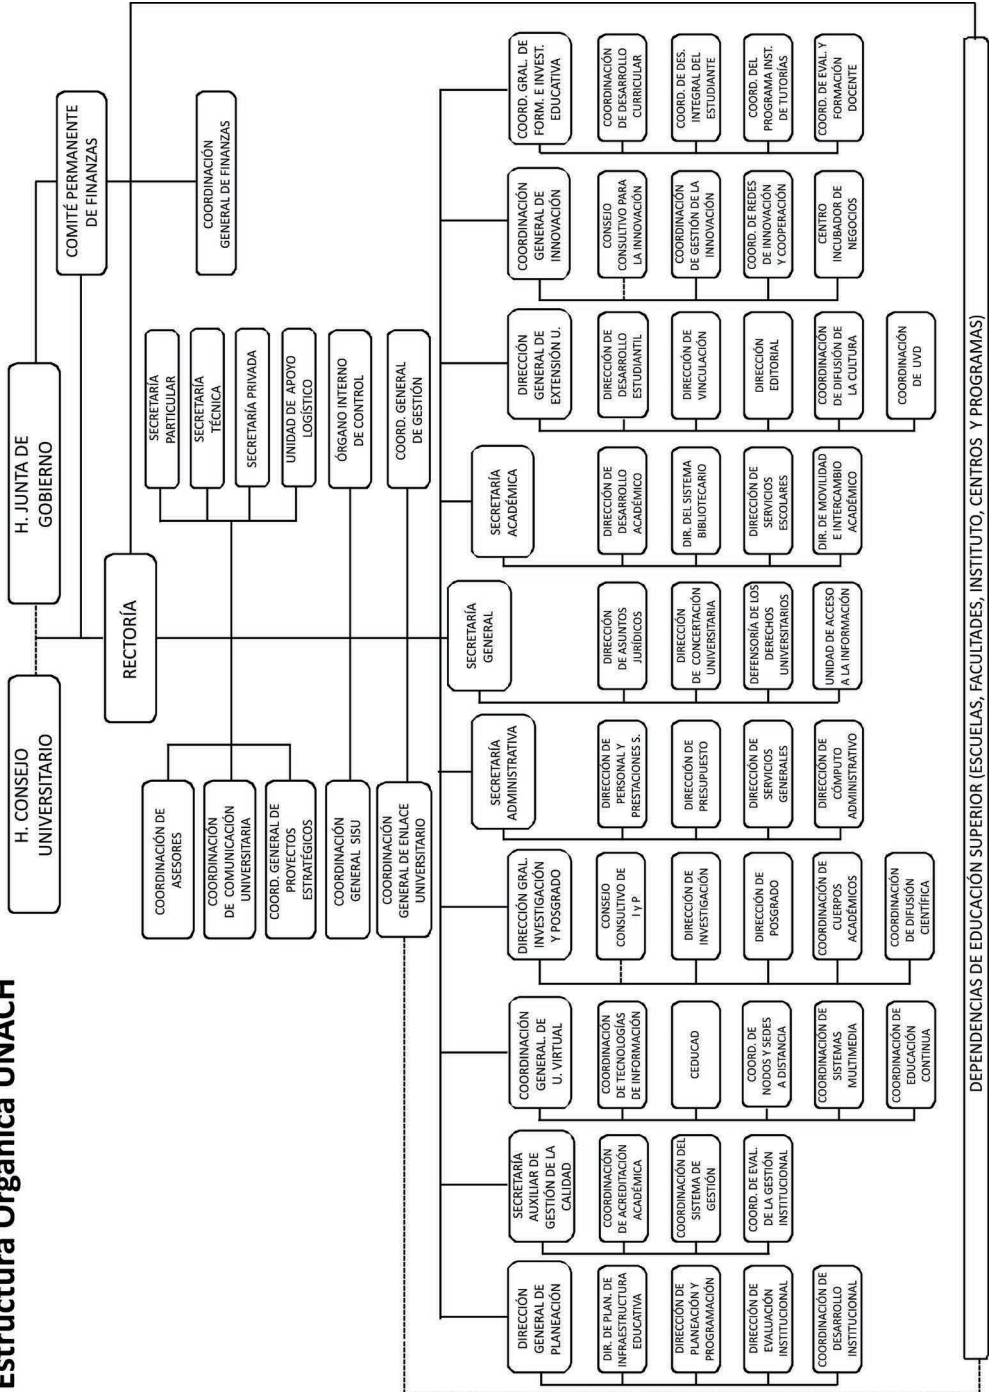 Estructura Orgánica UNACH
H. CONSEJO
UNIVERSITARIO
H. JUNTA DE
GOBIERNO
COMITÉ PERMANENTE
DE FINANZAS
RECTORÍA
COORDINACIÓN
GENERAL DE FINANZAS
COORDINACIÓN DE
ASESORES
COORDINACIÓN
DE COMUNICACIÓN
UNIVERSITARIA
COORD. GENERAL DE
PROYECTOS
ESTRATÉGICOS
COORDINACIÓN
GENERAL SISU
COORDINACIÓN
GENERAL DE ENLACE
UNIVERSITARIO
SECRETARÍA
PARTICULAR
SECRETARÍA
TÉCNICA
SECRETARÍA PRIVADA
UNIDAD DE APOYO
LOGÍSTICO
ÓRGANO INTERNO
DE CONTROL
COORD. GENERAL
DE GESTIÓN
DIRECCIÓN
GENERAL DE
PLANEACIÓN
DIR. DE PLAN. DE
INFRAESTRUCTURA
EDUCATIVA
DIRECCIÓN DE
PLANEACIÓN Y
PROGRAMACIÓN
DIRECCIÓN DE
EVALUACIÓN
INSTITUCIONAL
COORDINACIÓN DE
DESARROLLO
INSTITUCIONAL
SECRETARÍA
AUXILIAR DE
GESTIÓN DE LA
CALIDAD
COORDINACIÓN
DE ACREDITACIÓN
ACADÉMICA
COORDINACIÓN DEL
SISTEMA DE
GESTIÓN
COORD. DE EVAL.
DE LA GESTIÓN
INSTITUCIONAL
COORDINACIÓN
GENERAL. DE
U. VIRTUAL
COORDINACIÓN
DE TECNOLOGÍAS
DE INFORMACIÓN
CEDUCAD
COORD. DE
NODOS Y SEDES
A DISTANCIA
COORDINACIÓN DE
SISTEMAS
MULTIMEDIA
COORDINACIÓN DE
EDUCACIÓN
CONTINUA
DIRECCIÓN GRAL.
INVESTIGACIÓN
Y POSGRADO
CONSEJO
CONSULTIVO DE
I y P
DIRECCIÓN DE
INVESTIGACIÓN
DIRECCIÓN DE
POSGRADO
COORDINACIÓN DE
CUERPOS
ACADÉMICOS
COORDINACIÓN
DE DIFUSIÓN
CIENTÍFICA
SECRETARÍA
ADMINISTRATIVA
DIRECCIÓN DE
PERSONAL Y
PRESTACIONES S.
DIRECCIÓN DE
PRESUPUESTO
DIRECCIÓN DE
SERVICIOS
GENERALES
DIRECCIÓN DE
CÓMPUTO
ADMINISTRATIVO
SECRETARÍA
GENERAL
DIRECCIÓN
DE ASUNTOS
JURÍDICOS
DIRECCIÓN
DE CONCERTACIÓN
UNIVERSITARIA
DEFENSORÍA DE LOS
DERECHOS
UNIVERSITARIOS
UNIDAD DE ACCESO
A LA INFORMACIÓN
SECRETARÍA
ACADÉMICA
DIRECCIÓN DE
DESARROLLO
ACADÉMICO
DIR. DEL SISTEMA
BIBLIOTECARIO
DIRECCIÓN DE
SERVICIOS
ESCOLARES
DIR. DE MOVILIDAD
E INTERCAMBIO
ACADÉMICO
DIRECCIÓN
GENERAL DE
EXTENSIÓN U.
DIRECCIÓN DE
DESARROLLO
ESTUDIANTIL
DIRECCIÓN DE
VINCULACIÓN
DIRECCIÓN
EDITORIAL
COORDINACIÓN
DE DIFUSIÓN DE
LA CULTURA
COORDINACIÓN
DE UVD
COORDINACIÓN
GENERAL DE
INNOVACIÓN
CONSEJO
CONSULTIVO PARA
LA INNOVACIÓN
COORDINACIÓN
DE GESTIÓN DE LA
INNOVACIÓN
COORD. DE REDES
DE INNOVACIÓN
Y COOPERACIÓN
CENTRO
INCUBADOR DE
NEGOCIOS
COORD. GRAL. DE
FORM. E INVEST.
EDUCATIVA
COORDINACIÓN
DE DESARROLLO
CURRICULAR
COORD. DE DES.
INTEGRAL DEL
ESTUDIANTE
COORD. DEL
PROGRAMA INST.
DE TUTORÍAS
COORD. DE EVAL. Y
FORMACIÓN
DOCENTE
DEPENDENCIAS DE EDUCACIÓN SUPERIOR (ESCUELAS, FACULTADES, INSTITUTO, CENTROS Y PROGRAMAS)